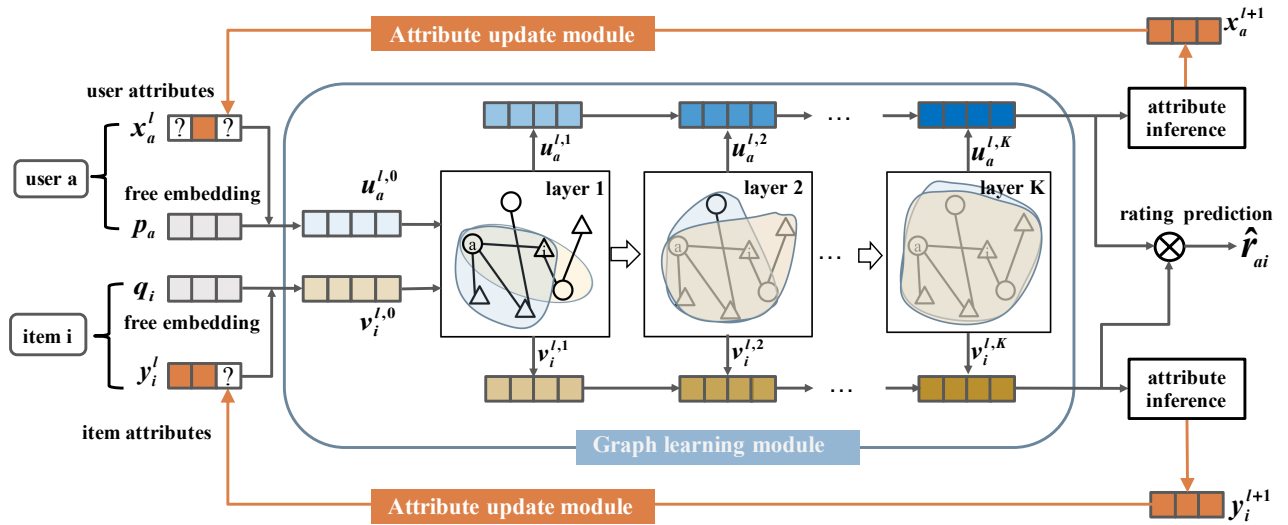 Attribute update module
x_a^{l+1}
user attributes
x_a^l
? ?
attribute
inference
user a
free embedding
p_a
u_a^{l,0}
u_a^{l,1}
u_a^{l,2}
...
u_a^{l,K}
layer 1
layer 2
layer K
a
i
a
i
a
i
...
rating prediction
r̂_{ai}
q_i
free embedding
v_i^{l,0}
item i
y_i^l
?
v_i^{l,1}
v_i^{l,2}
...
v_i^{l,K}
attribute
inference
item attributes
Graph learning module
Attribute update module
y_i^{l+1}